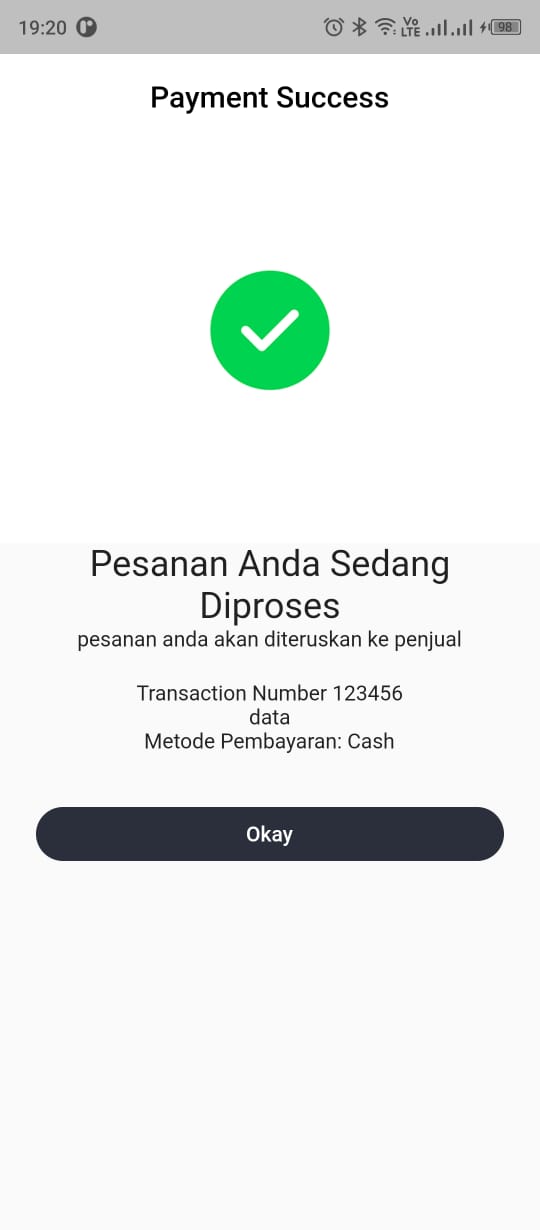 19:20
Vo
LTE
98
Payment Success
Pesanan Anda Sedang
Diproses
pesanan anda akan diteruskan ke penjual
Transaction Number 123456
data
Metode Pembayaran: Cash
Okay